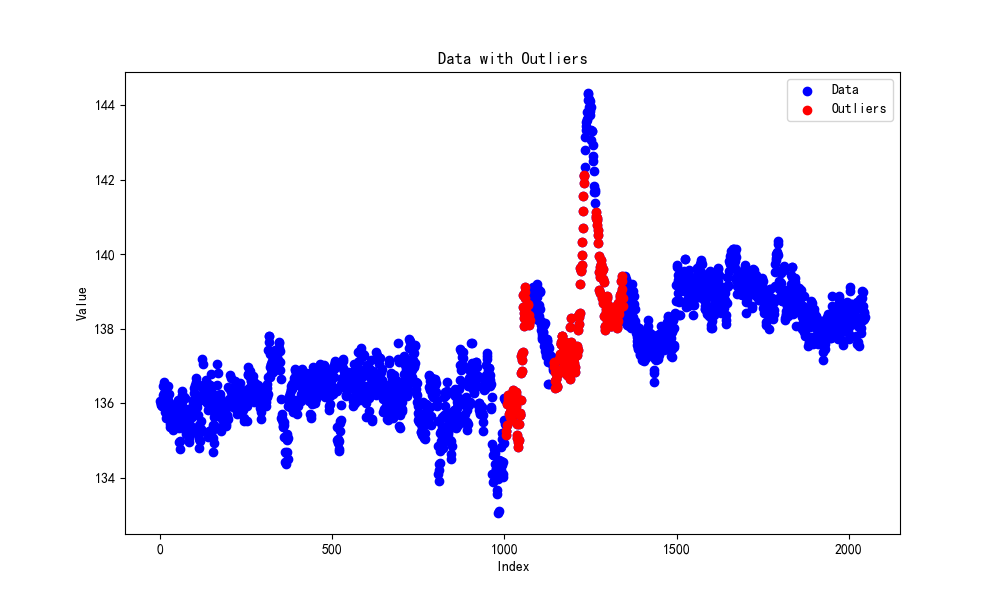 Data with Outliers
Data
Outliers
144
142
140
138
136
134
Value
0
500
1000
1500
2000
Index